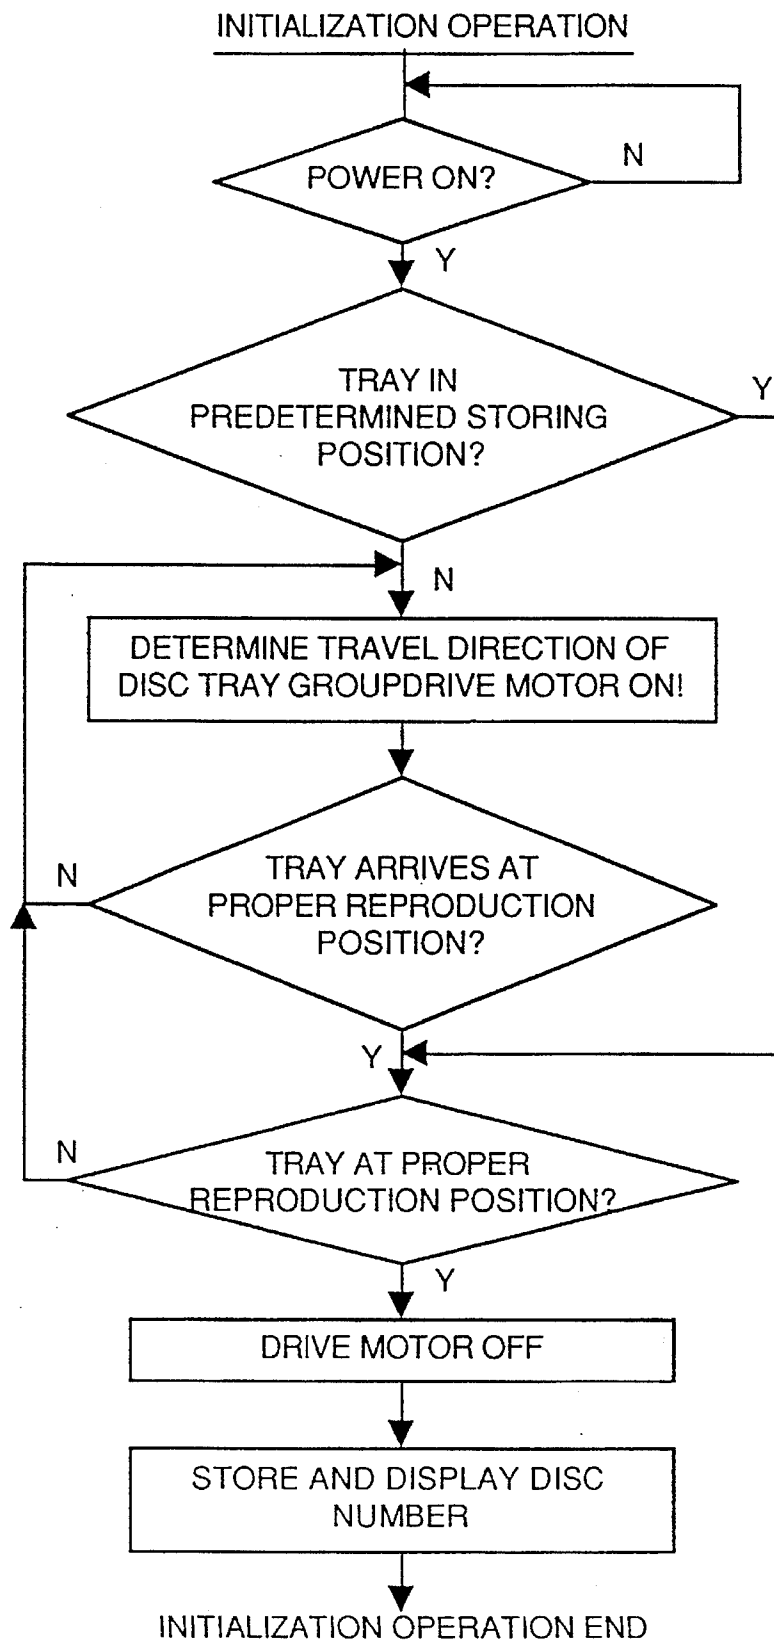 INITIALIZATION OPERATION
POWER ON?
N
Y
TRAY IN
PREDETERMINED STORING
POSITION?
Y
N
DETERMINE TRAVEL DIRECTION OF
DISC TRAY GROUPDRIVE MOTOR ON!
TRAY ARRIVES AT
PROPER REPRODUCTION
POSITION?
N
Y
TRAY AT PROPER
REPRODUCTION POSITION?
N
Y
DRIVE MOTOR OFF
STORE AND DISPLAY DISC
NUMBER
INITIALIZATION OPERATION END